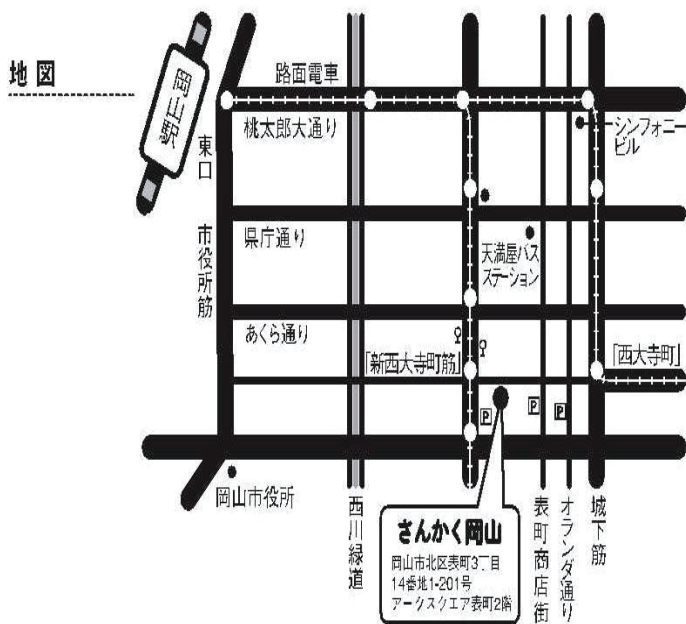 地図
岡山駅
東口
路面電車
桃太郎大通り
シンフォニー
ビル
市役所筋
県庁通り
天満屋バス
ステーション
あくら通り
「新西大寺町筋」
「西大寺町」
P
P
P
岡山市役所
西川緑道
さんかく岡山
岡山市北区表町3丁目
14番地1-201号
アークスクエア表町2階
表町商店街
オランダ通り
城下筋